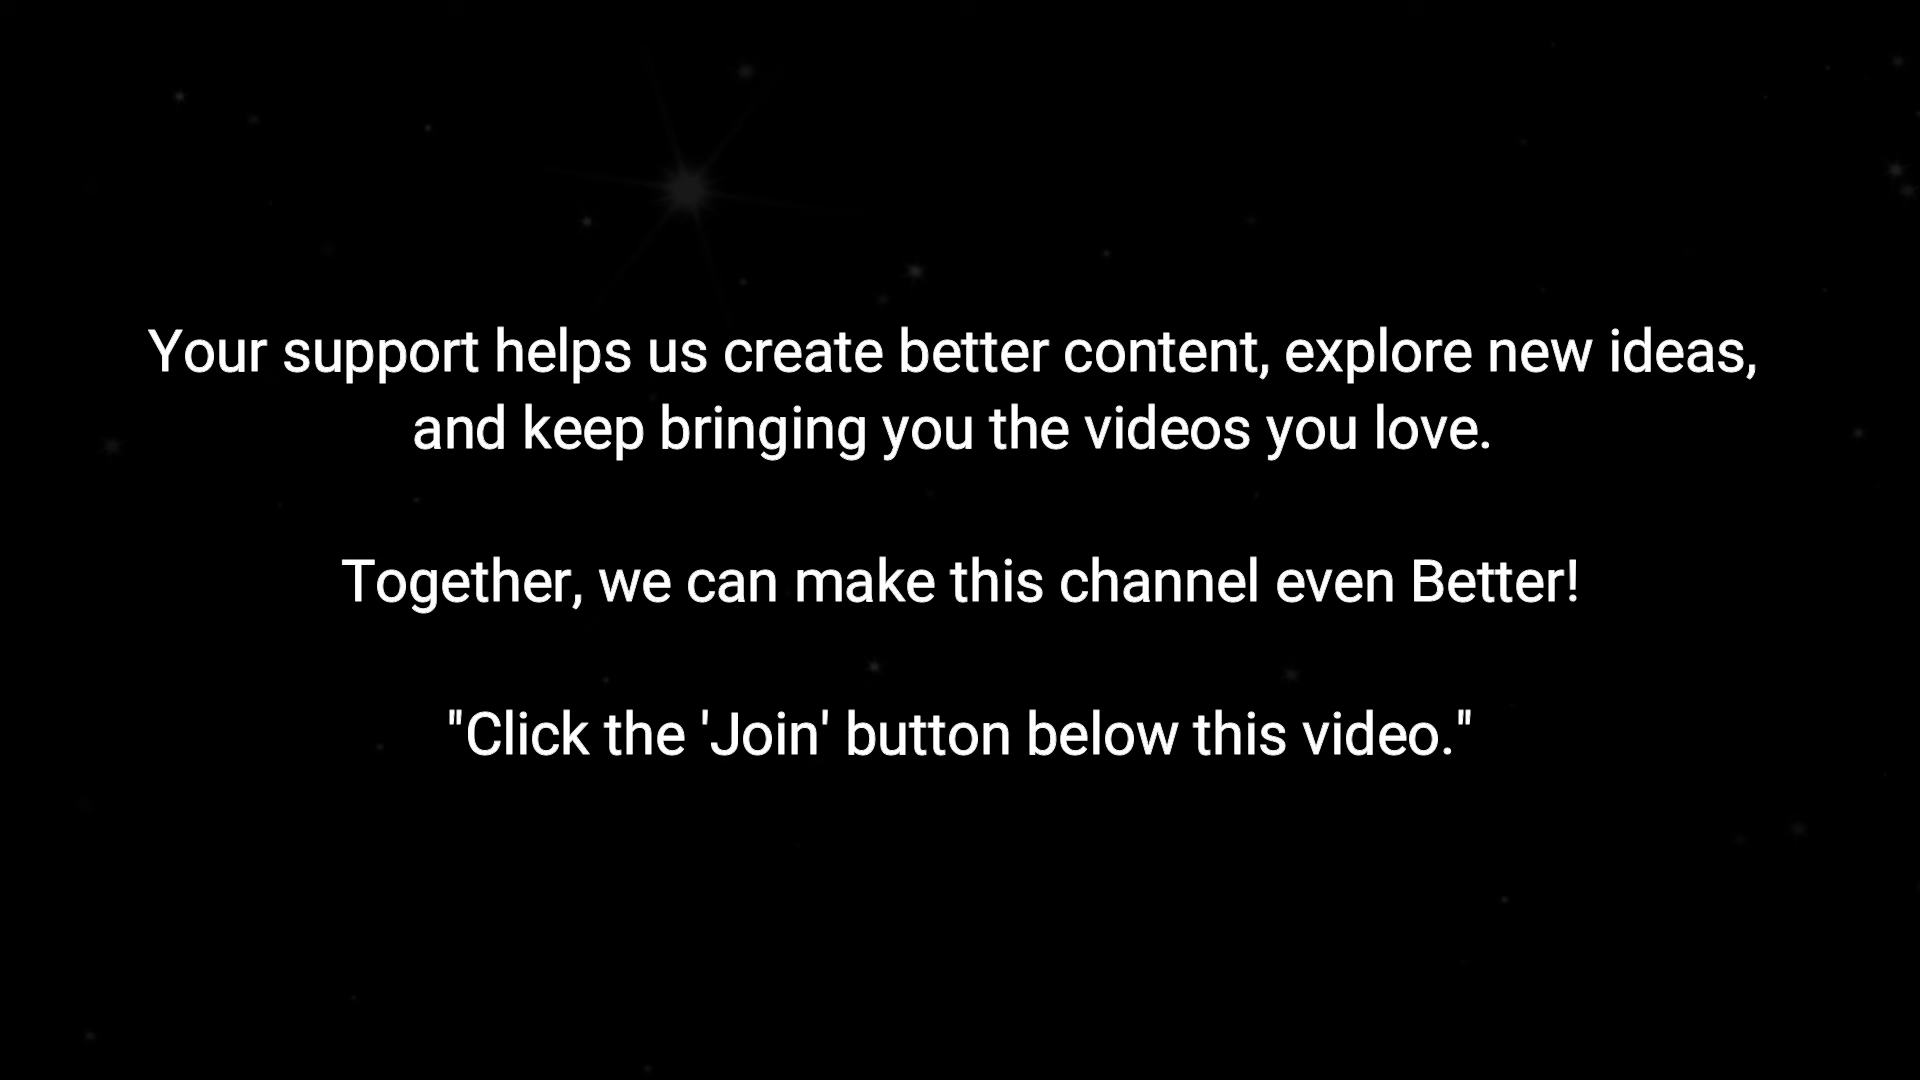 Your support helps us create better content, explore new ideas,
and keep bringing you the videos you love.
Together, we can make this channel even Better!
"Click the 'Join' button below this video."